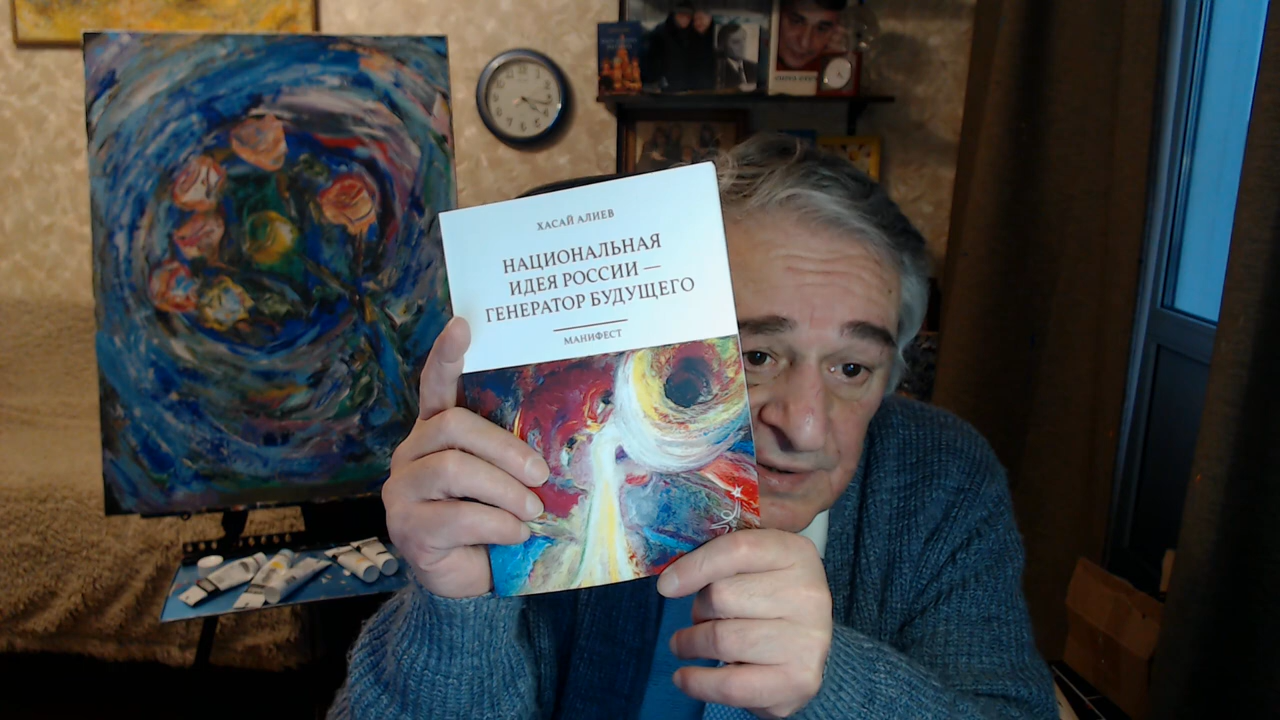 ХАСАЙ АЛИЕВ
НАЦИОНАЛЬНАЯ
ИДЕЯ РОССИИ —
ГЕНЕРАТОР БУДУЩЕГО
МАНИФЕСТ